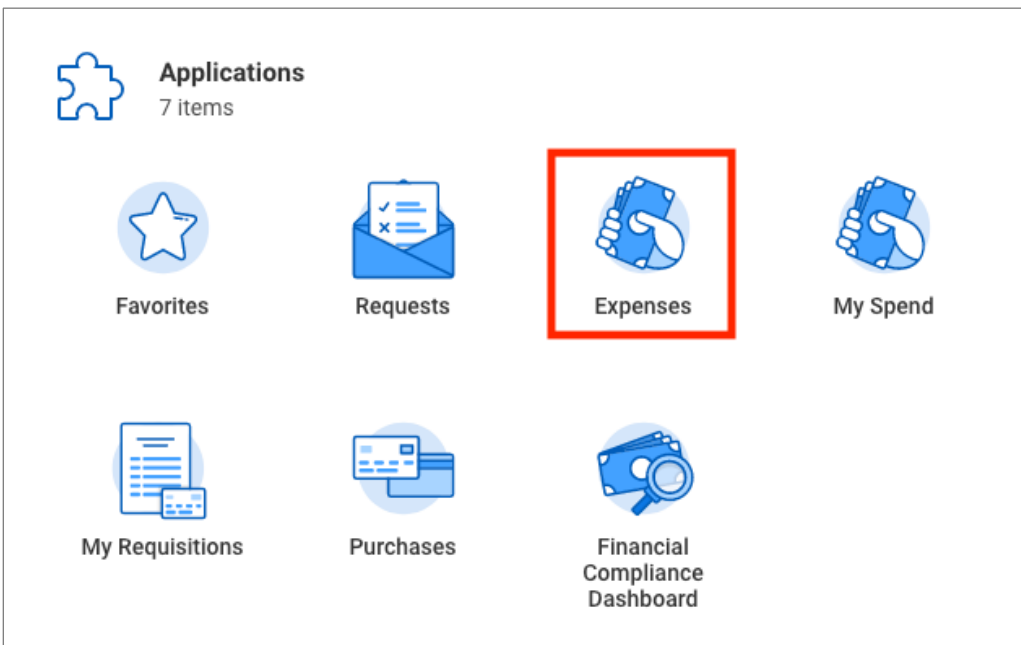 Applications
7 items
Favorites
Requests
Expenses
My Spend
My Requisitions
Purchases
Financial
Compliance
Dashboard